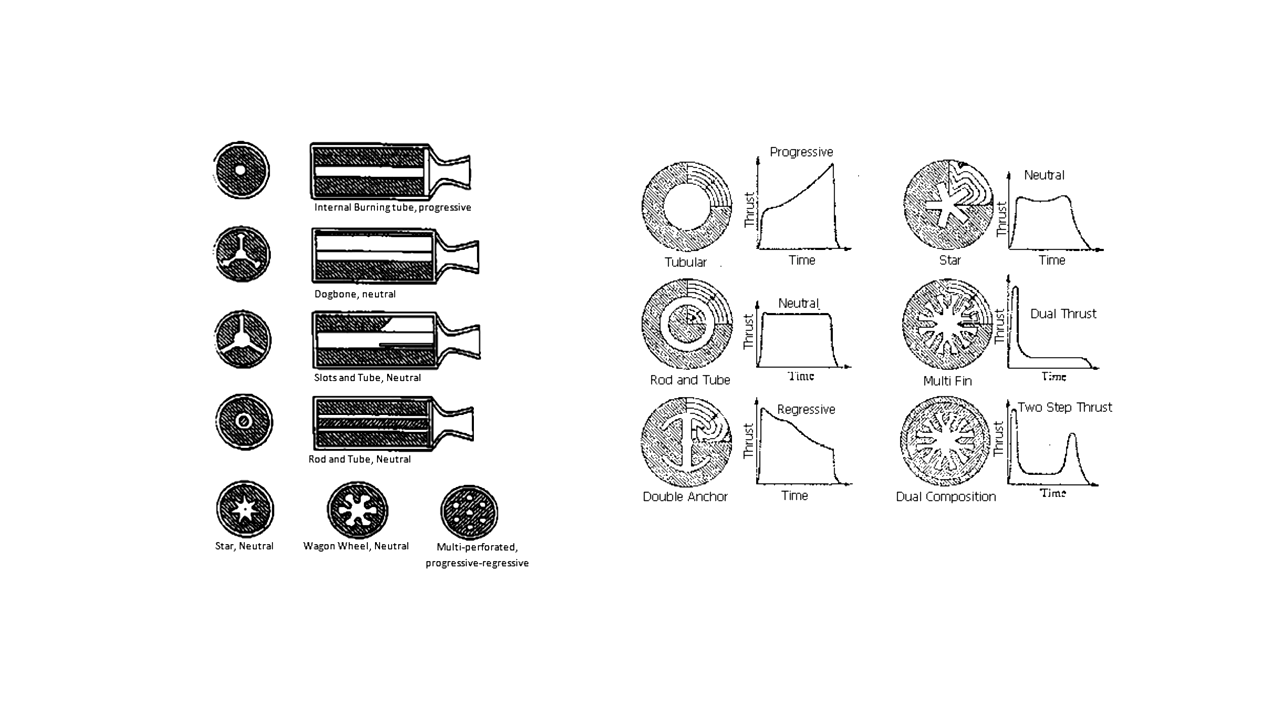 Internal Burning tube, progressive
Dogbone, neutral
Slots and Tube, Neutral
Rod and Tube, Neutral
Star, Neutral
Wagon Wheel, Neutral
Multi-perforated,
progressive-regressive
Progressive
Thrust
Tubular
Time
Neutral
Thrust
Star
Time
Neutral
Thrust
Rod and Tube
Time
Dual Thrust
Thrust
Multi Fin
Time
Regressive
Thrust
Double Anchor
Time
Two Step Thrust
Thrust
Dual Composition
Time